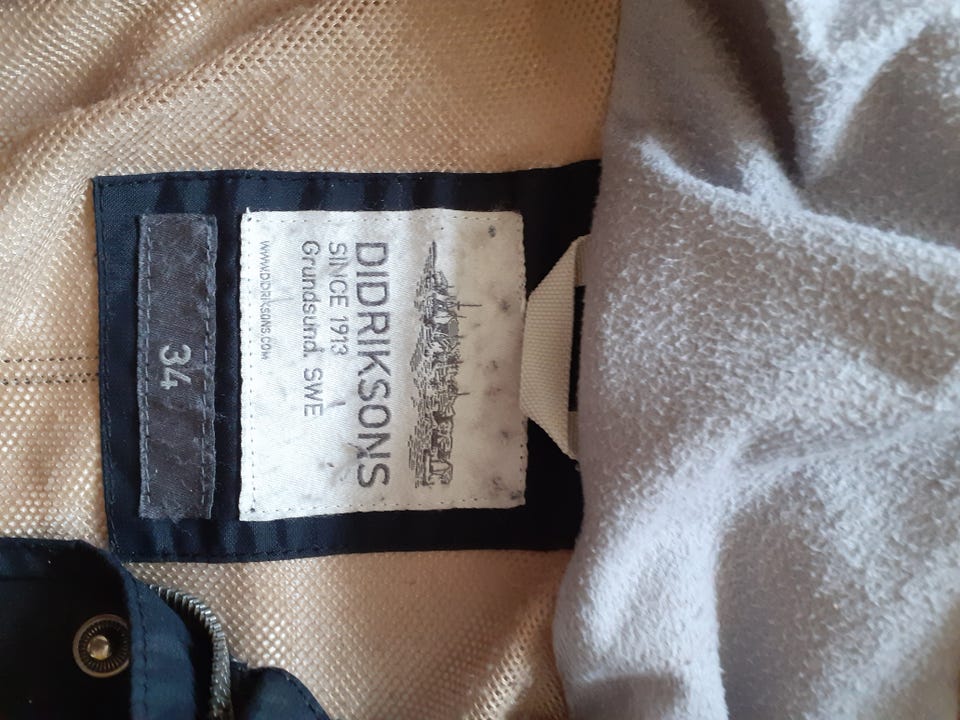 DIDRIKSONS
SINCE 1913
Grundsund. SWE
WWW.DIDRIKSONS.COM
34